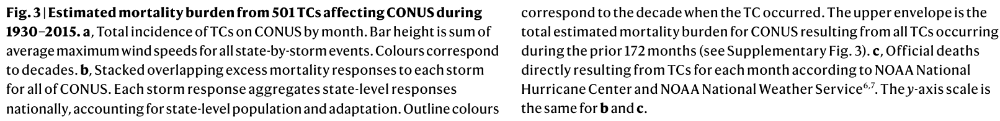 Fig. 3 | Estimated mortality burden from 501 TCs affecting CONUS during
1930–2015. a, Total incidence of TCs on CONUS by month. Bar height is sum of
average maximum wind speeds for all state-by-storm events. Colours correspond
to decades. b, Stacked overlapping excess mortality responses to each storm
for all of CONUS. Each storm response aggregates state-level responses
nationally, accounting for state-level population and adaptation. Outline colours
correspond to the decade when the TC occurred. The upper envelope is the
total estimated mortality burden for CONUS resulting from all TCs occurring
during the prior 172 months (see Supplementary Fig. 3). c, Official deaths
directly resulting from TCs for each month according to NOAA National
Hurricane Center and NOAA National Weather Service6,7. The y-axis scale is
the same for b and c.